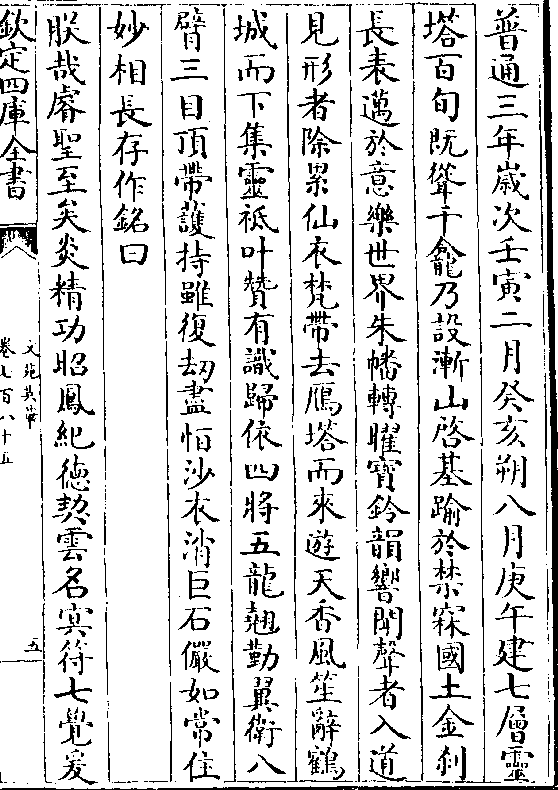 普通三年嵗次壬寅二月癸亥朔八月庚午建七層靈
塔百旬既聳千龕乃設漸山啓基踰於禁寐國土金刹
長表邁於意樂世界朱幡轉曜寶鈴韻響聞聲者入道
見形者除累仙衣梵帶去鴈塔而來遊天香風笙辭鶴
城而下集靈祗叶贊有識歸依四將五龍翹勤翼衛八
臂三目頂帶護持雖復刧盡恒沙衣消巨石儼如常住
妙相長存作銘曰
朕哉睿聖至矣炎精功昭鳳紀德契雲名冥符七覺爰
欽定四庫全書
文苑英華
卷七百八十五
五